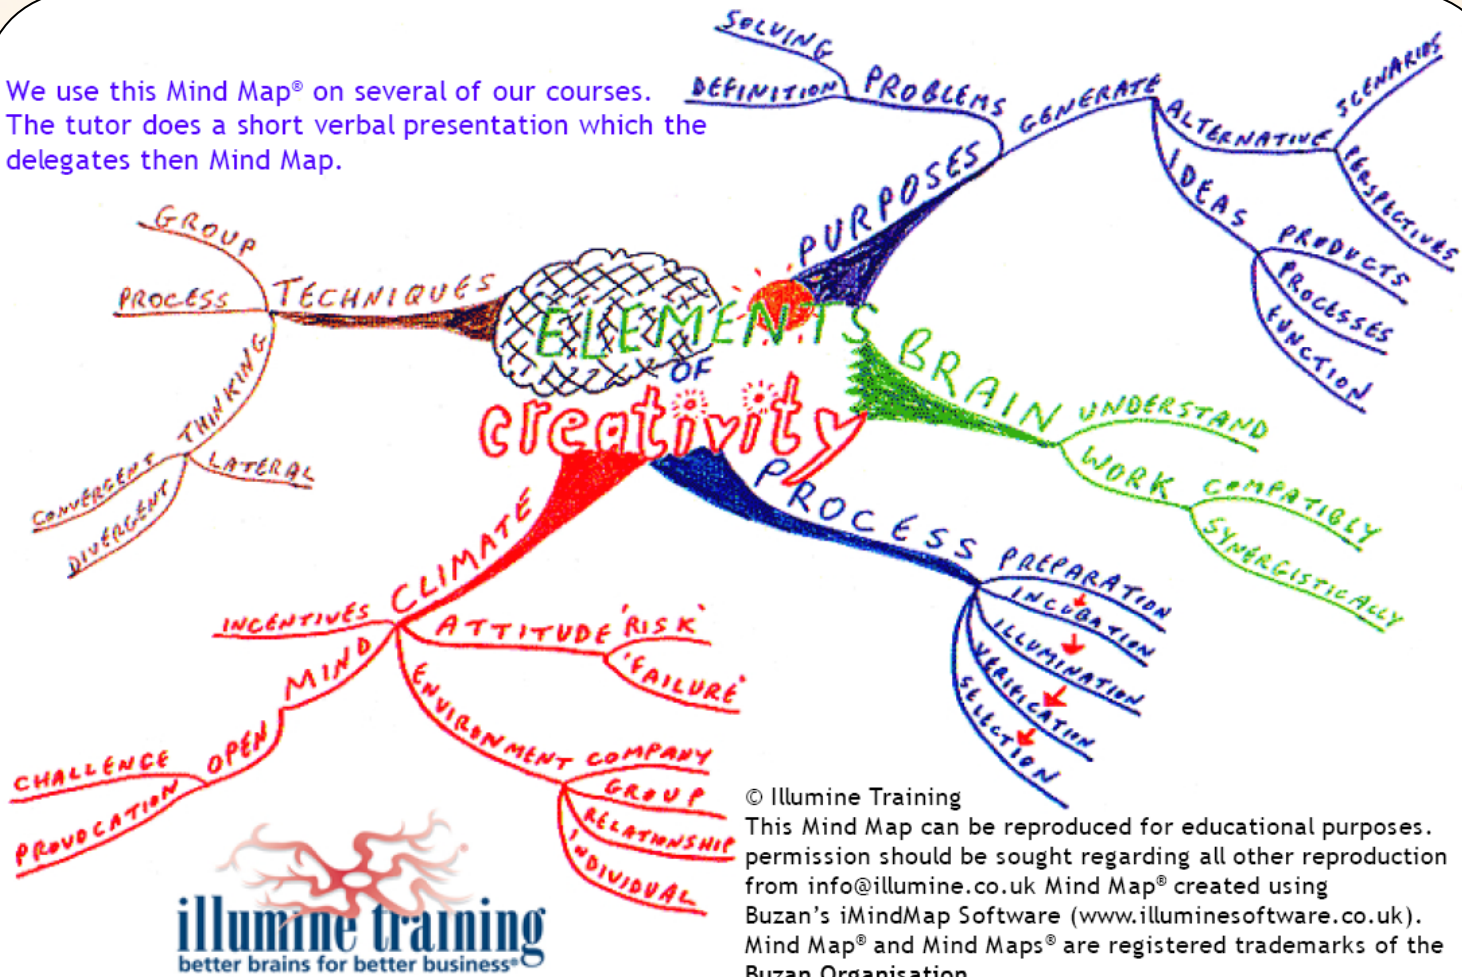 We use this Mind Map® on several of our courses.
The tutor does a short verbal presentation which the
delegates then Mind Map.
ELEMENTS
OF
creativity
PURPOSES
PROBLEMS
SOLVING
DEFINITION
GENERATE
ALTERNATIVE
SCENARIOS
PERSPECTIVES
IDEAS
PRODUCTS
PROCESSES
FUNCTION
BRAIN
UNDERSTAND
WORK
COMPATIBLY
SYNERGISTICALLY
PROCESS
PREPARATION
INCUBATION
ILLUMINATION
VERIFICATION
SELECTION
CLIMATE
ATTITUDE
'RISK'
'FAILURE'
ENVIRONMENT
COMPANY
GROUP
RELATIONSHIP
INDIVIDUAL
INCENTIVES
MIND
OPEN
CHALLENCE
PROVOCATION
TECHNIQUES
GROUP
PROCESS
THINKING
CONVERGENT
DIVERGENT
LATERAL
illumine training
better brains for better business®
© Illumine Training
This Mind Map can be reproduced for educational purposes.
permission should be sought regarding all other reproduction
from info@illumine.co.uk Mind Map® created using
Buzan's iMindMap Software (www.illuminesoftware.co.uk).
Mind Map® and Mind Maps® are registered trademarks of the
Buzan Organisation